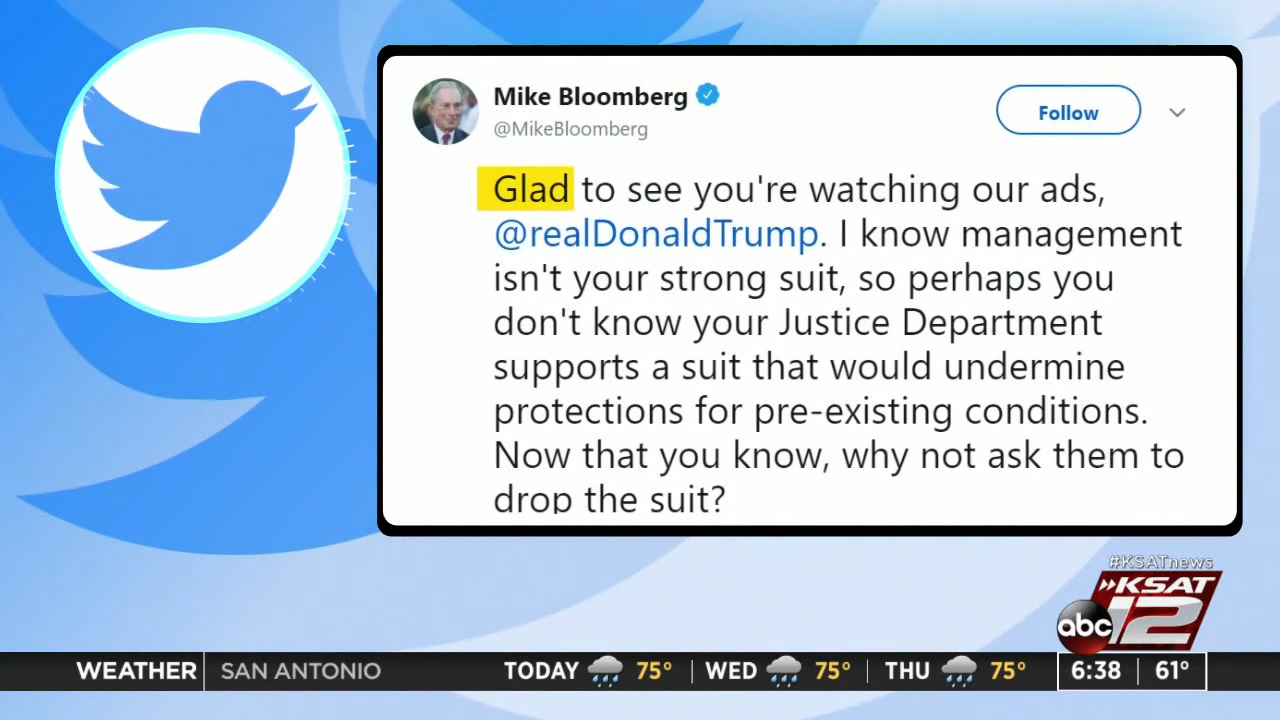 Mike Bloomberg
@MikeBloomberg
Follow
Glad to see you're watching our ads,
@realDonaldTrump. I know management
isn't your strong suit, so perhaps you
don't know your Justice Department
supports a suit that would undermine
protections for pre-existing conditions.
Now that you know, why not ask them to
drop the suit?
#KSATnews
KSAT
abc 12
WEATHER SAN ANTONIO TODAY 75° WED 75° THU 75° 6:38 61°